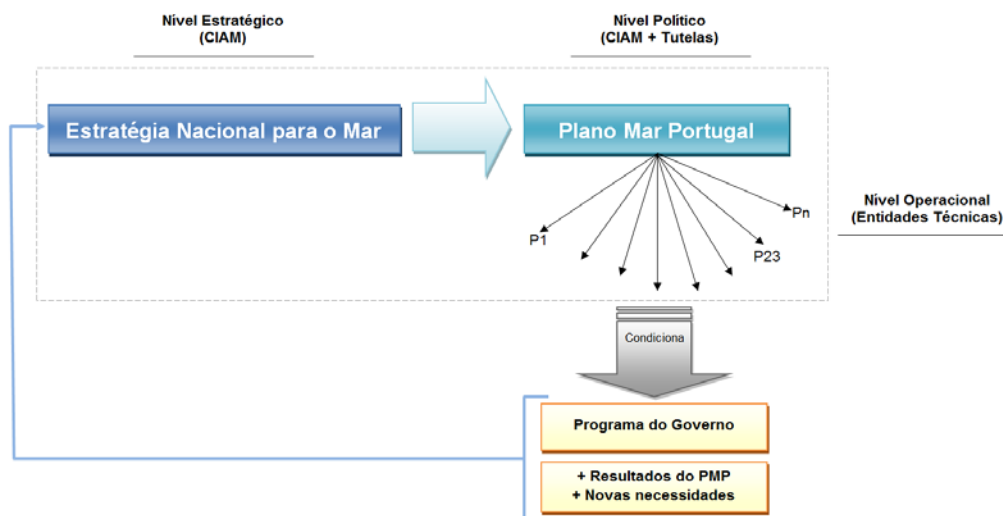 Nível Estratégico
(CIAM)
Nível Político
(CIAM + Tutelas)
Estratégia Nacional para o Mar
Plano Mar Portugal
Nível Operacional
(Entidades Técnicas)
P1
Pn
P23
Condiciona
Programa do Governo
+ Resultados do PMP
+ Novas necessidades